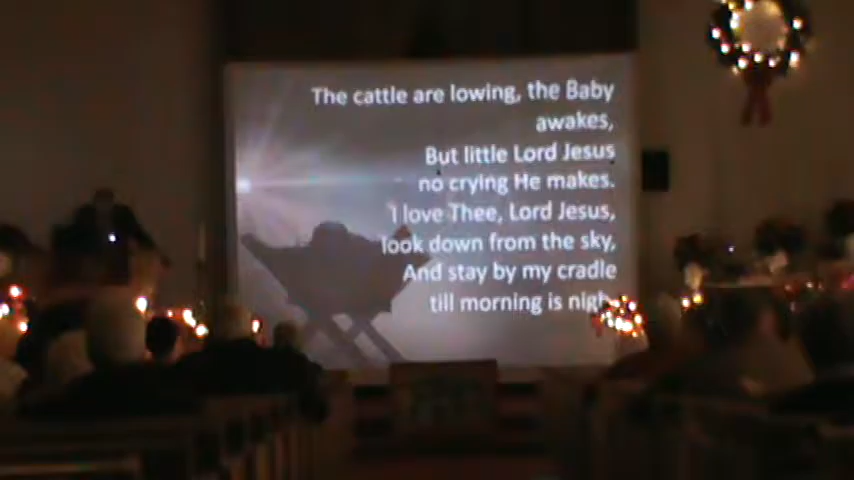 The cattle are lowing, the Baby
awakes,
But little Lord Jesus
no crying He makes.
I love Thee, Lord Jesus,
look down from the sky,
And stay by my cradle
till morning is nigh.